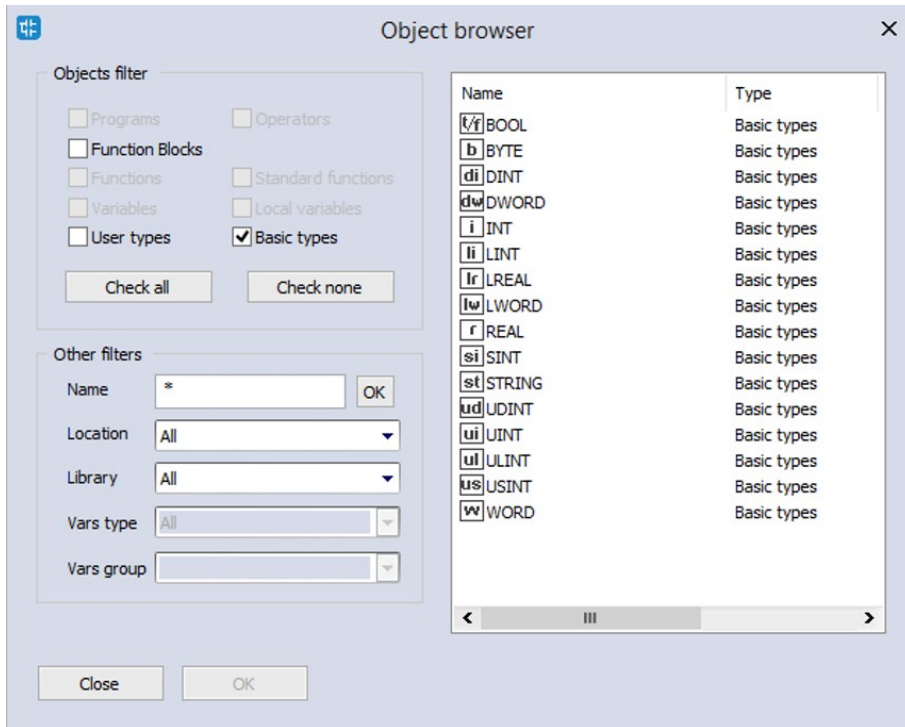 Object browser
Objects filter
Programs Operators
Function Blocks
Functions Standard functions
Variables Local variables
User types Basic types
Check all Check none
Other filters
Name * OK
Location All
Library All
Vars type All
Vars group
Close OK
Name Type
t/f BOOL Basic types
b BYTE Basic types
di DINT Basic types
dw DWORD Basic types
i INT Basic types
li LINT Basic types
lr LREAL Basic types
lw LWORD Basic types
r REAL Basic types
si SINT Basic types
st STRING Basic types
ud UDINT Basic types
ui UINT Basic types
ul ULINT Basic types
us USINT Basic types
w WORD Basic types